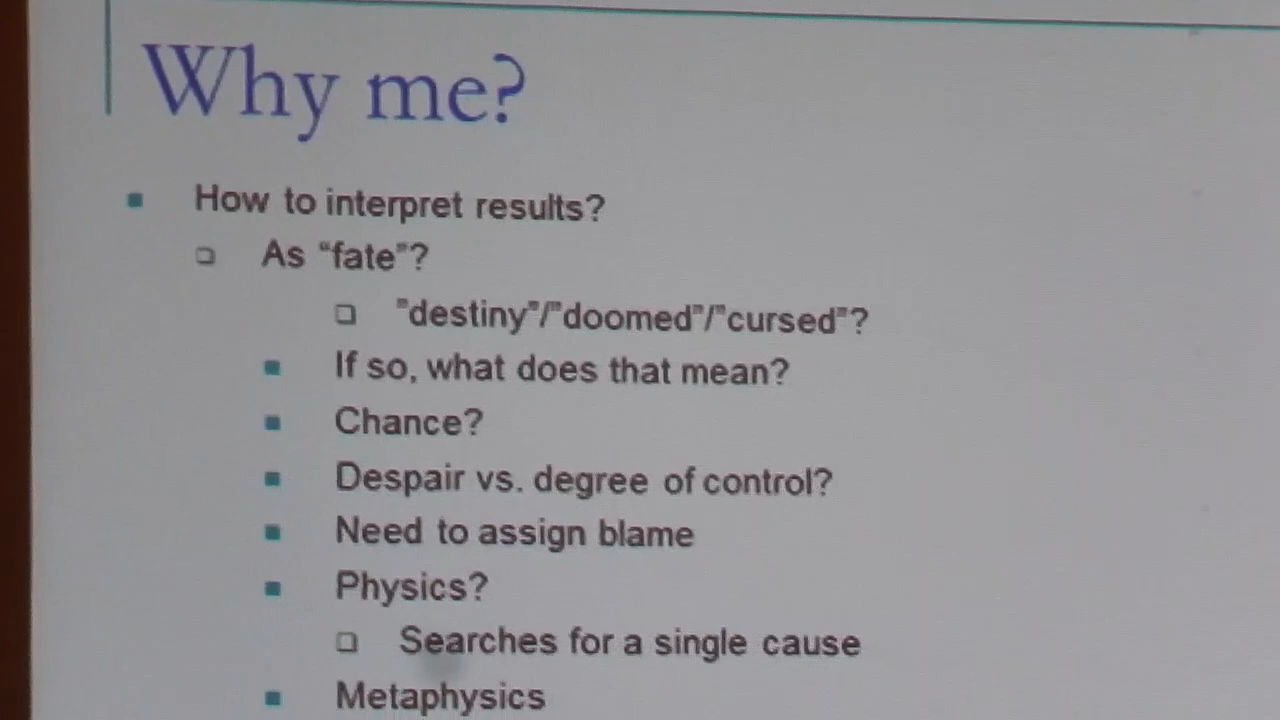 Why me?
How to interpret results?
As "fate"?
"destiny"/"doomed"/"cursed"?
If so, what does that mean?
Chance?
Despair vs. degree of control?
Need to assign blame
Physics?
Searches for a single cause
Metaphysics